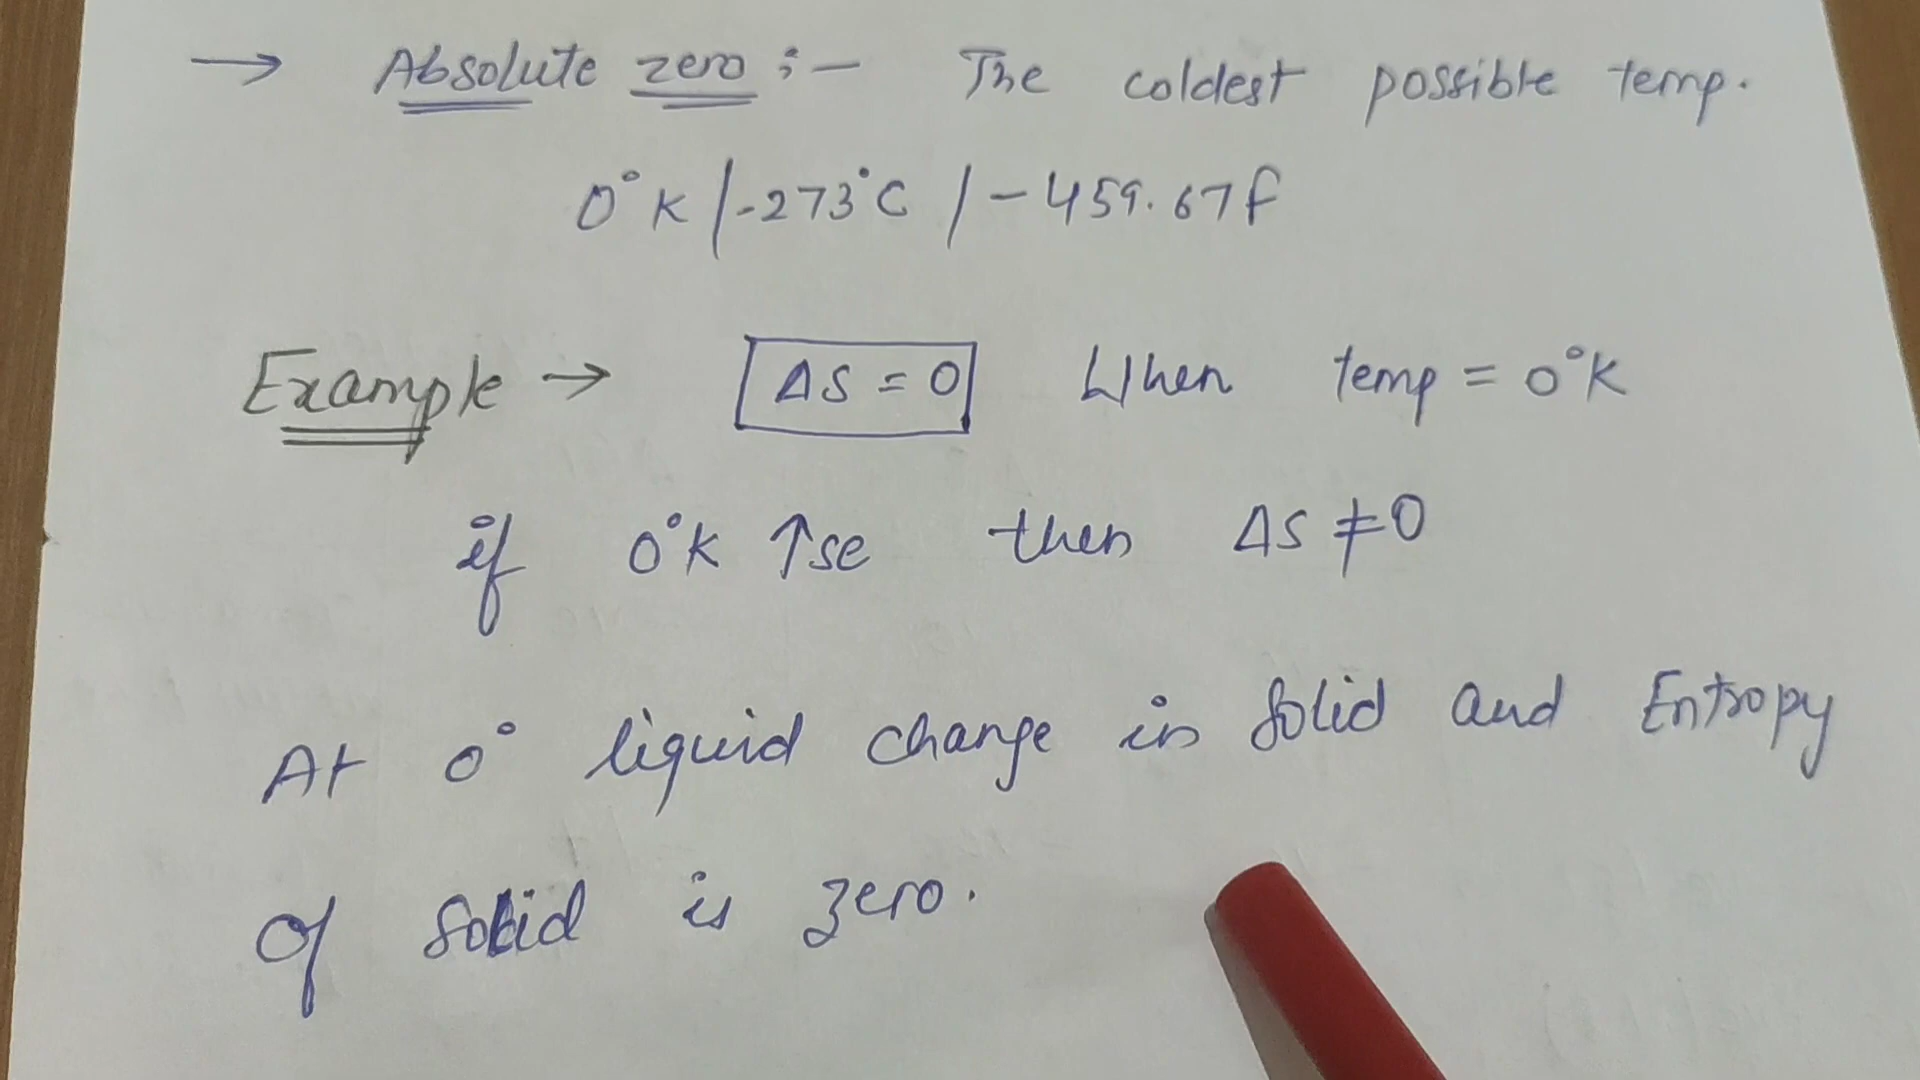 → Absolute zero :- The coldest possible temp.
0°K / -273°C / -459.67 F
Example → ΔS = 0 When temp = 0°K
if 0°K ↑se then ΔS ≠ 0
At 0° liquid change in Solid and Entropy
of Solid is zero.